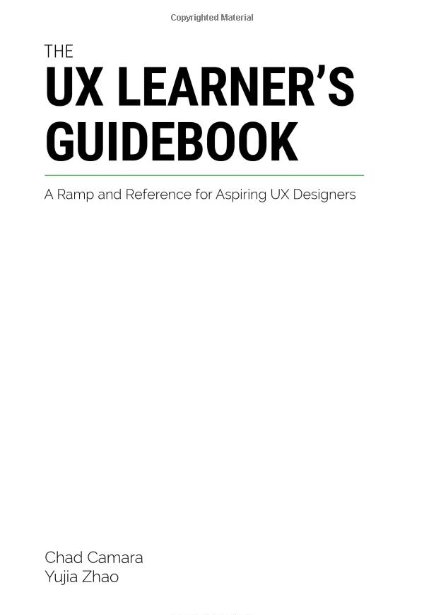 Copyrighted Material
THE
UX LEARNER’S
GUIDEBOOK
A Ramp and Reference for Aspiring UX Designers
Chad Camara
Yujia Zhao